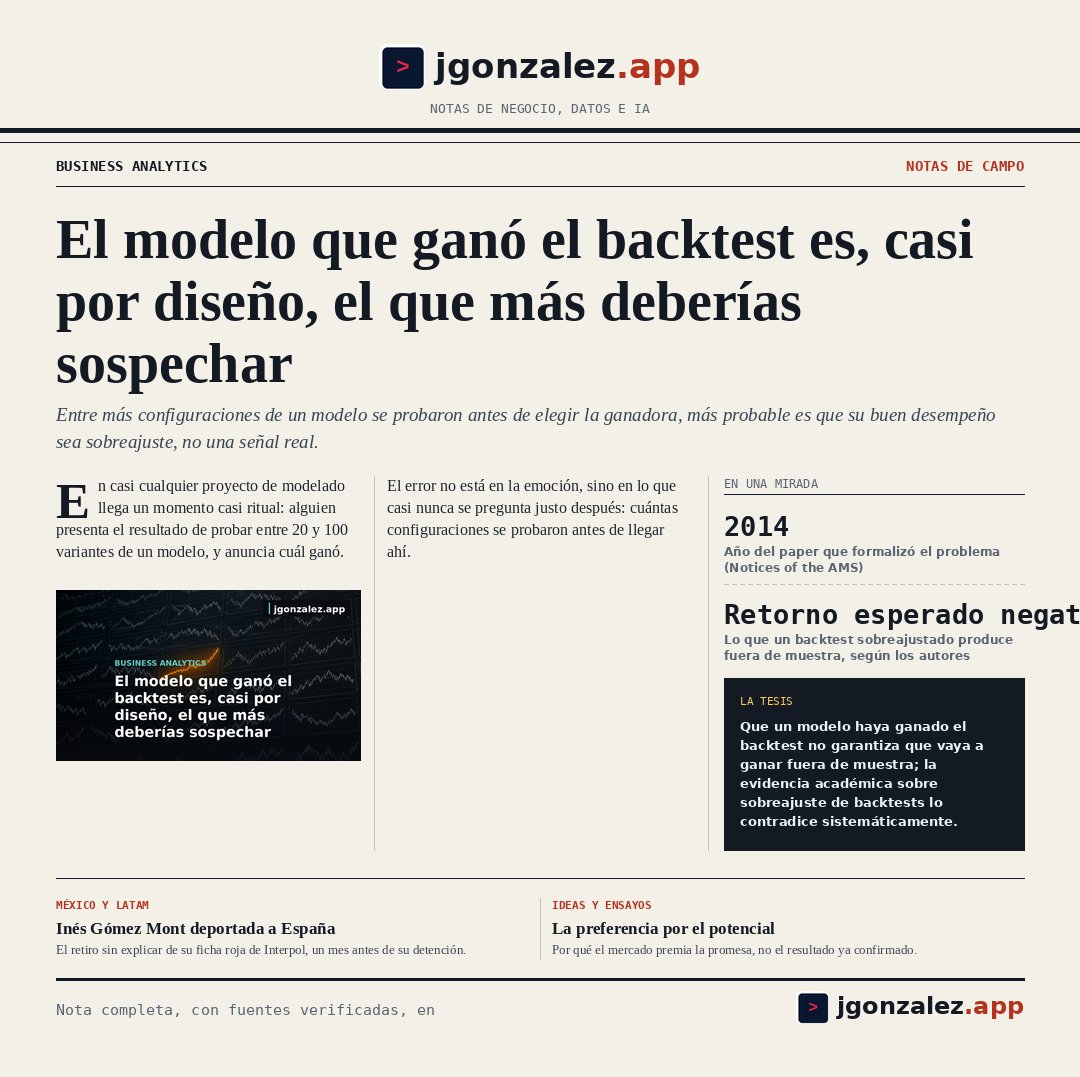 > jgonzalez.app
NOTAS DE NEGOCIO, DATOS E IA
BUSINESS ANALYTICS
NOTAS DE CAMPO
El modelo que ganó el backtest es, casi
por diseño, el que más deberías
sospechar
Entre más configuraciones de un modelo se probaron antes de elegir la ganadora, más probable es que su buen desempeño
sea sobreajuste, no una señal real.
En casi cualquier proyecto de modelado
llega un momento casi ritual: alguien
presenta el resultado de probar entre 20 y 100
variantes de un modelo, y anuncia cuál ganó.
jgonzalez.app
BUSINESS ANALYTICS
El modelo que ganó el
backtest es, casi por
diseño, el que más
deberías sospechar
El error no está en la emoción, sino en lo que
casi nunca se pregunta justo después: cuántas
configuraciones se probaron antes de llegar
ahí.
EN UNA MIRADA
2014
Año del paper que formalizó el problema
(Notices of the AMS)
Retorno esperado negat
Lo que un backtest sobreajustado produce
fuera de muestra, según los autores
LA TESIS
Que un modelo haya ganado el
backtest no garantiza que vaya a
ganar fuera de muestra; la
evidencia académica sobre
sobreajuste de backtests lo
contradice sistemáticamente.
MÉXICO Y LATAM
Inés Gómez Mont deportada a España
El retiro sin explicar de su ficha roja de Interpol, un mes antes de su detención.
IDEAS Y ENSAYOS
La preferencia por el potencial
Por qué el mercado premia la promesa, no el resultado ya confirmado.
Nota completa, con fuentes verificadas, en
> jgonzalez.app